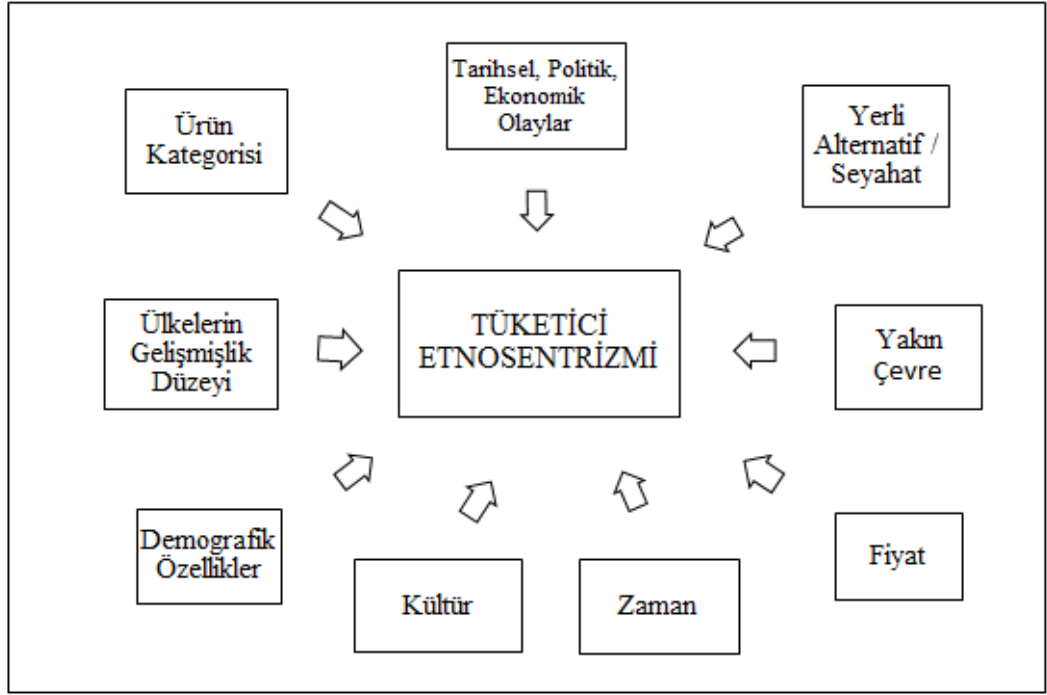 Tarihsel, Politik,
Ekonomik
Olaylar
Ürün
Kategorisi
Yerli
Alternatif /
Seyahat
Ülkelerin
Gelişmişlik
Düzeyi
TÜKETİCİ
ETNOSENTRİZMİ
Yakın
Çevre
Demografik
Özellikler
Kültür
Zaman
Fiyat